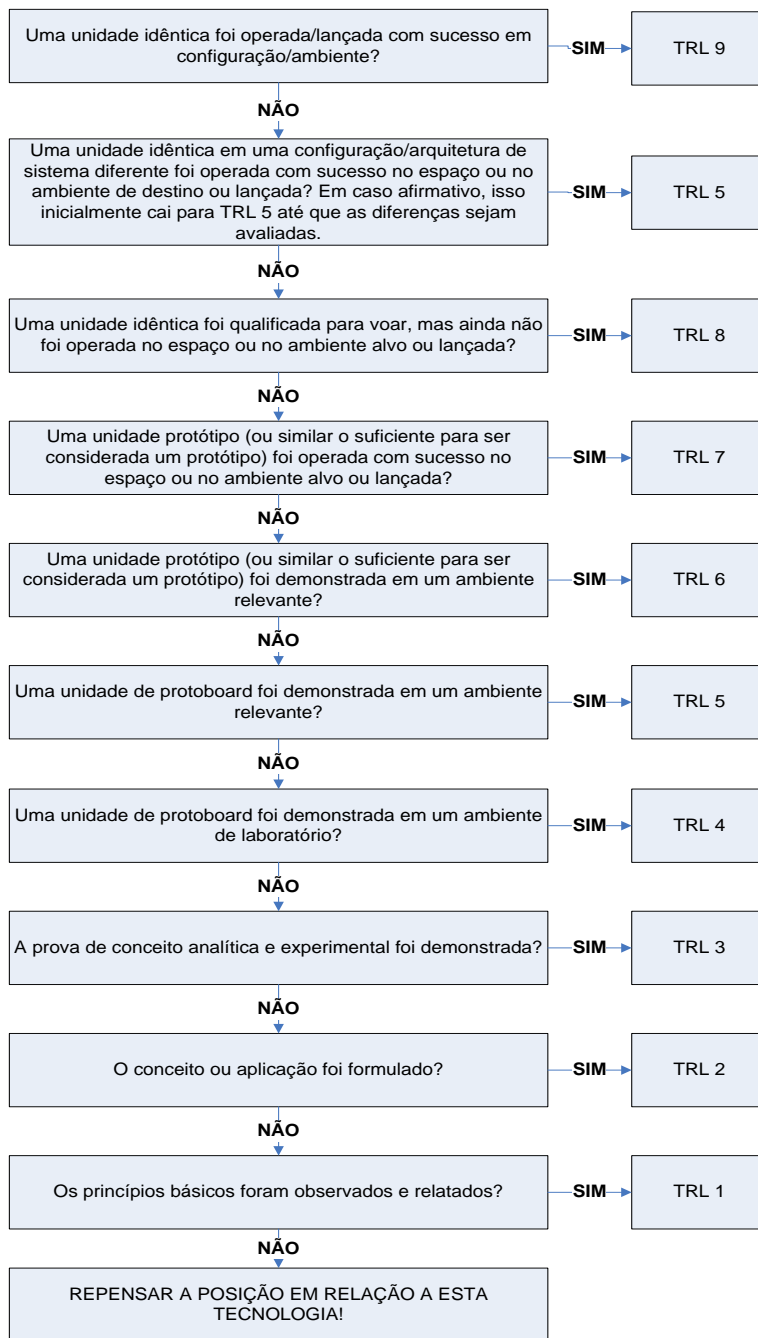 Uma unidade idêntica foi operada/lançada com sucesso em
configuração/ambiente?
SIM
TRL 9
NÃO
Uma unidade idêntica em uma configuração/arquitetura de
sistema diferente foi operada com sucesso no espaço ou no
ambiente de destino ou lançada? Em caso afirmativo, isso
inicialmente cai para TRL 5 até que as diferenças sejam
avaliadas.
SIM
TRL 5
NÃO
Uma unidade idêntica foi qualificada para voar, mas ainda não
foi operada no espaço ou no ambiente alvo ou lançada?
SIM
TRL 8
NÃO
Uma unidade protótipo (ou similar o suficiente para ser
considerada um protótipo) foi operada com sucesso no
espaço ou no ambiente alvo ou lançada?
SIM
TRL 7
NÃO
Uma unidade protótipo (ou similar o suficiente para ser
considerada um protótipo) foi demonstrada em um ambiente
relevante?
SIM
TRL 6
NÃO
Uma unidade de protoboard foi demonstrada em um ambiente
relevante?
SIM
TRL 5
NÃO
Uma unidade de protoboard foi demonstrada em um ambiente
de laboratório?
SIM
TRL 4
NÃO
A prova de conceito analítica e experimental foi demonstrada?
SIM
TRL 3
NÃO
O conceito ou aplicação foi formulado?
SIM
TRL 2
NÃO
Os princípios básicos foram observados e relatados?
SIM
TRL 1
NÃO
REPENSAR A POSIÇÃO EM RELAÇÃO A ESTA
TECNOLOGIA!